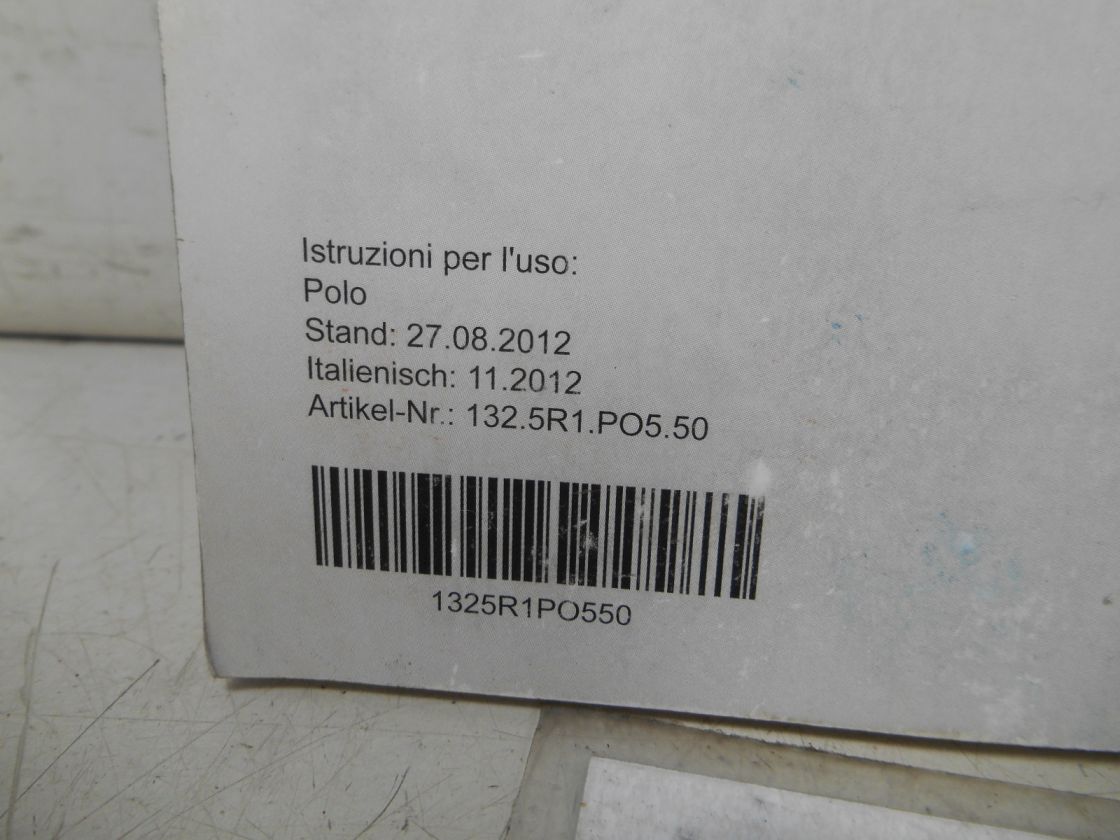 Istruzioni per l'uso:
Polo
Stand: 27.08.2012
Italienisch: 11.2012
Artikel-Nr.: 132.5R1.PO5.50
1325R1PO550